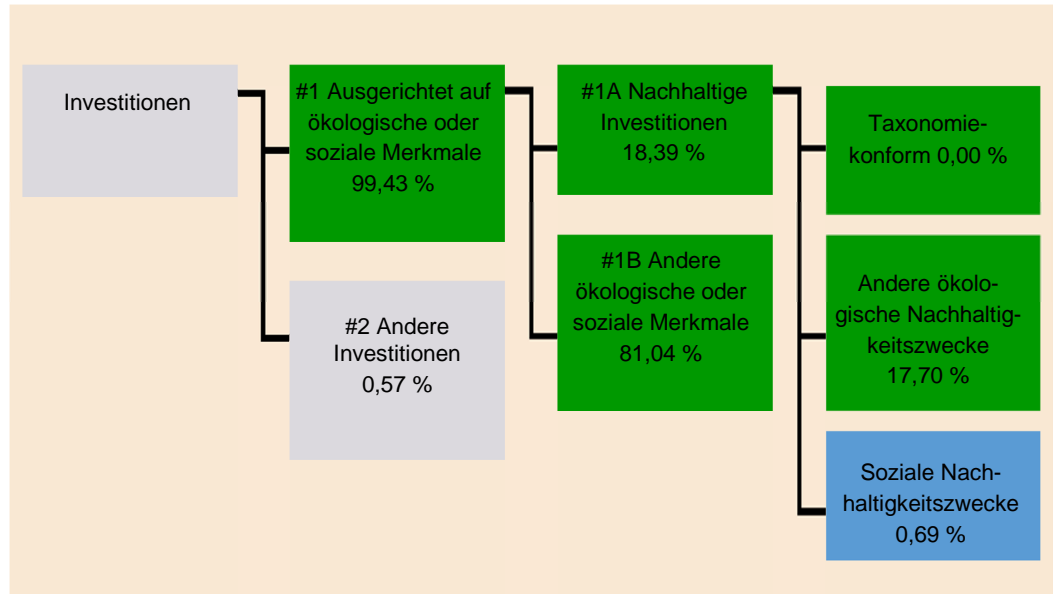 Investitionen
#1 Ausgerichtet auf
ökologische oder
soziale Merkmale
99,43 %
#2 Andere
Investitionen
0,57 %
#1A Nachhaltige
Investitionen
18,39 %
#1B Andere
ökologische oder
soziale Merkmale
81,04 %
Taxonomie-
konform 0,00 %
Andere ökolo-
gische Nachhaltig-
keitszwecke
17,70 %
Soziale Nach-
haltigkeitszwecke
0,69 %